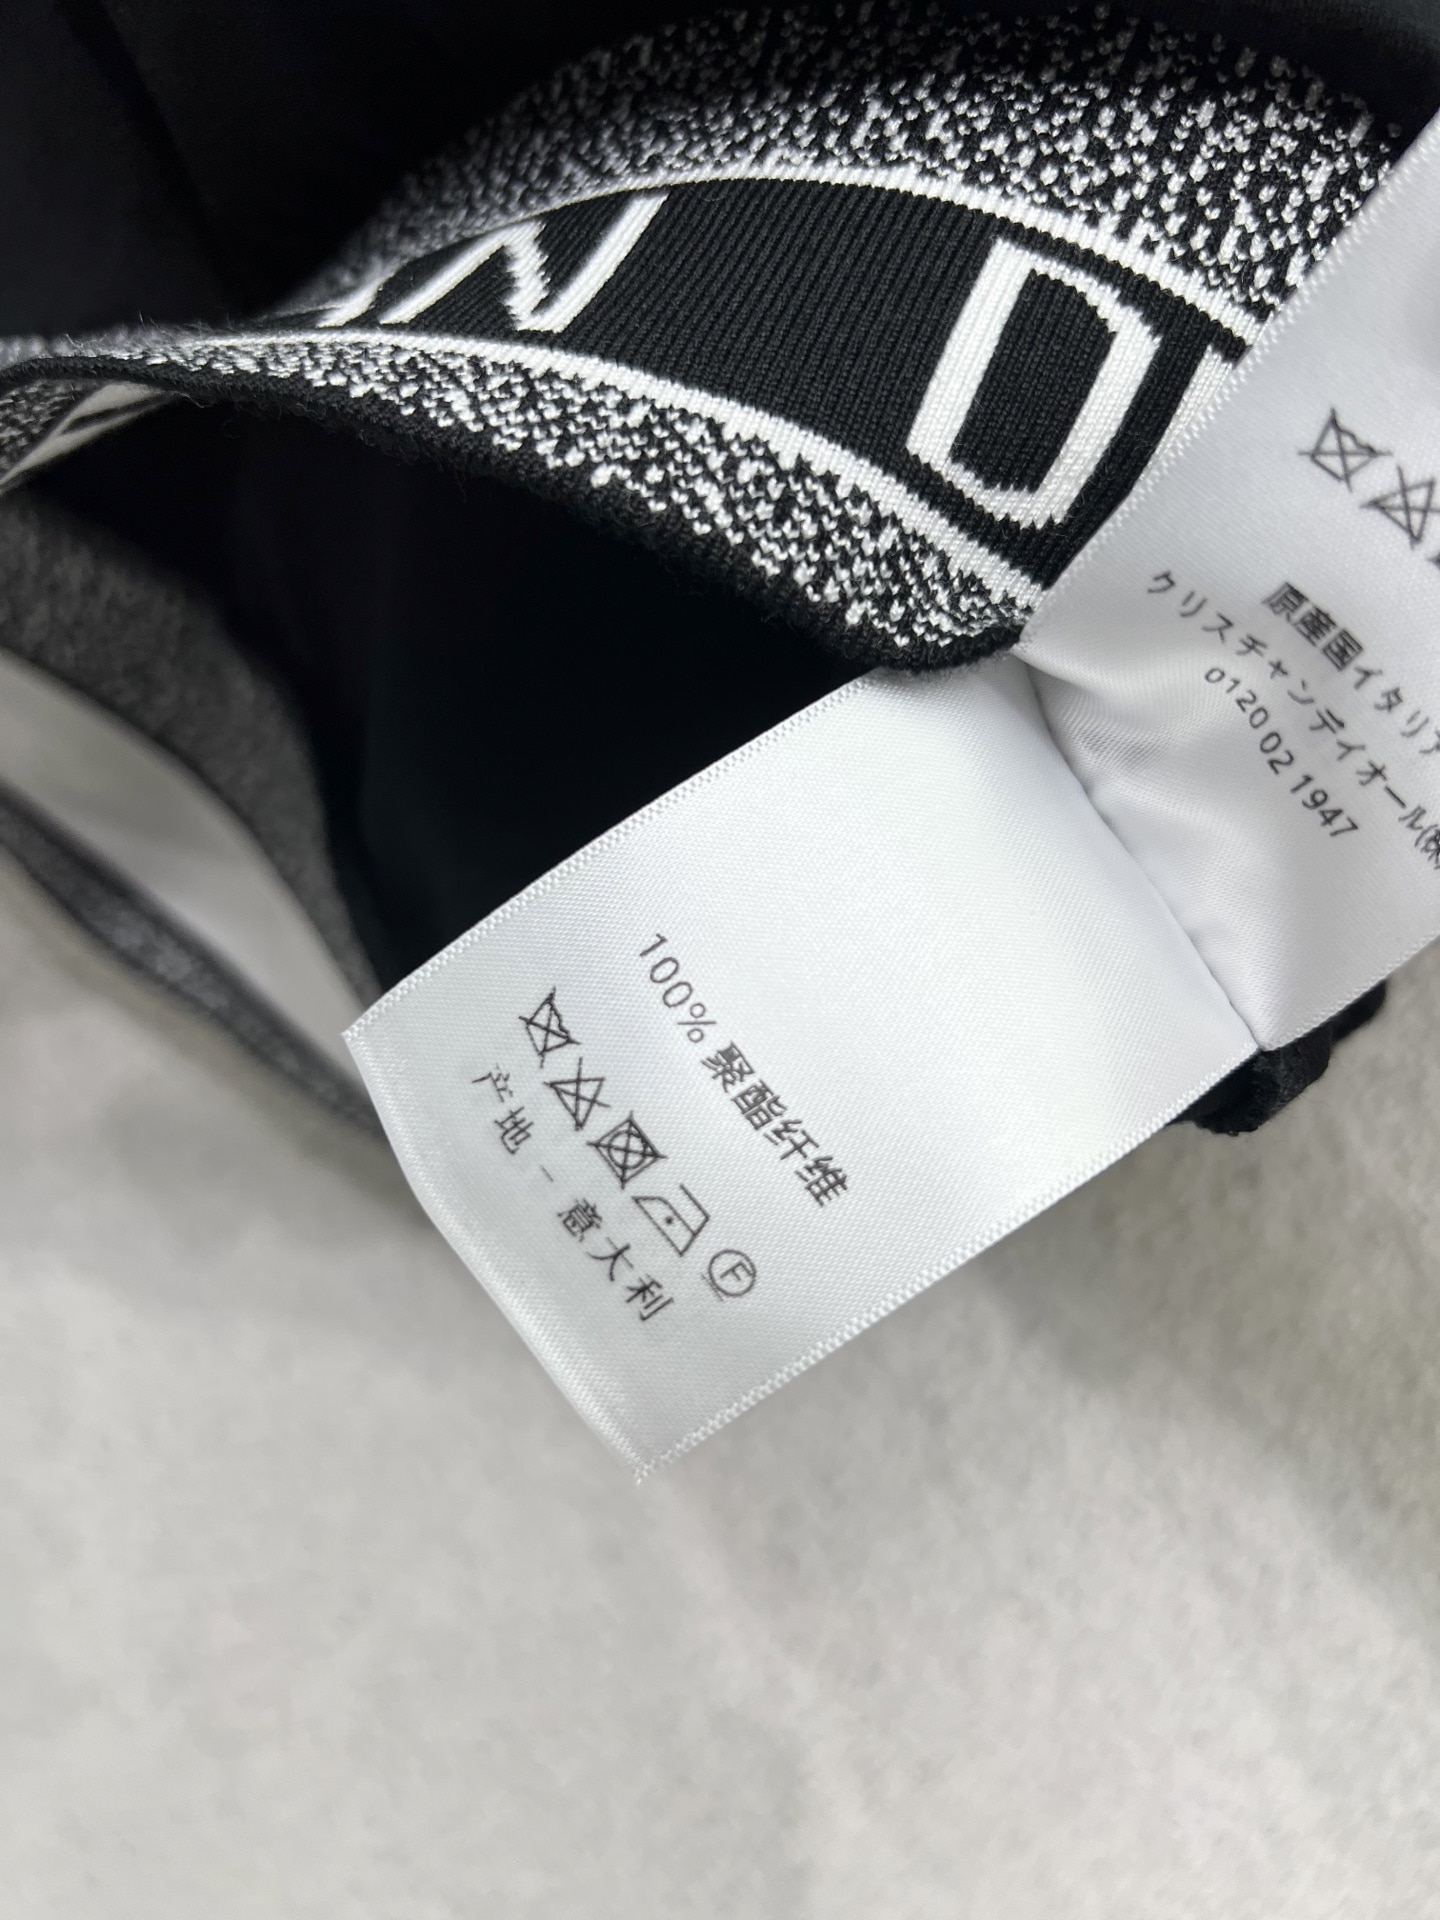 N D
原産国イタリア
クリスチャンディオール(株)
0120 02 1947
100% 聚酯纤维
F
产地 - 意大利